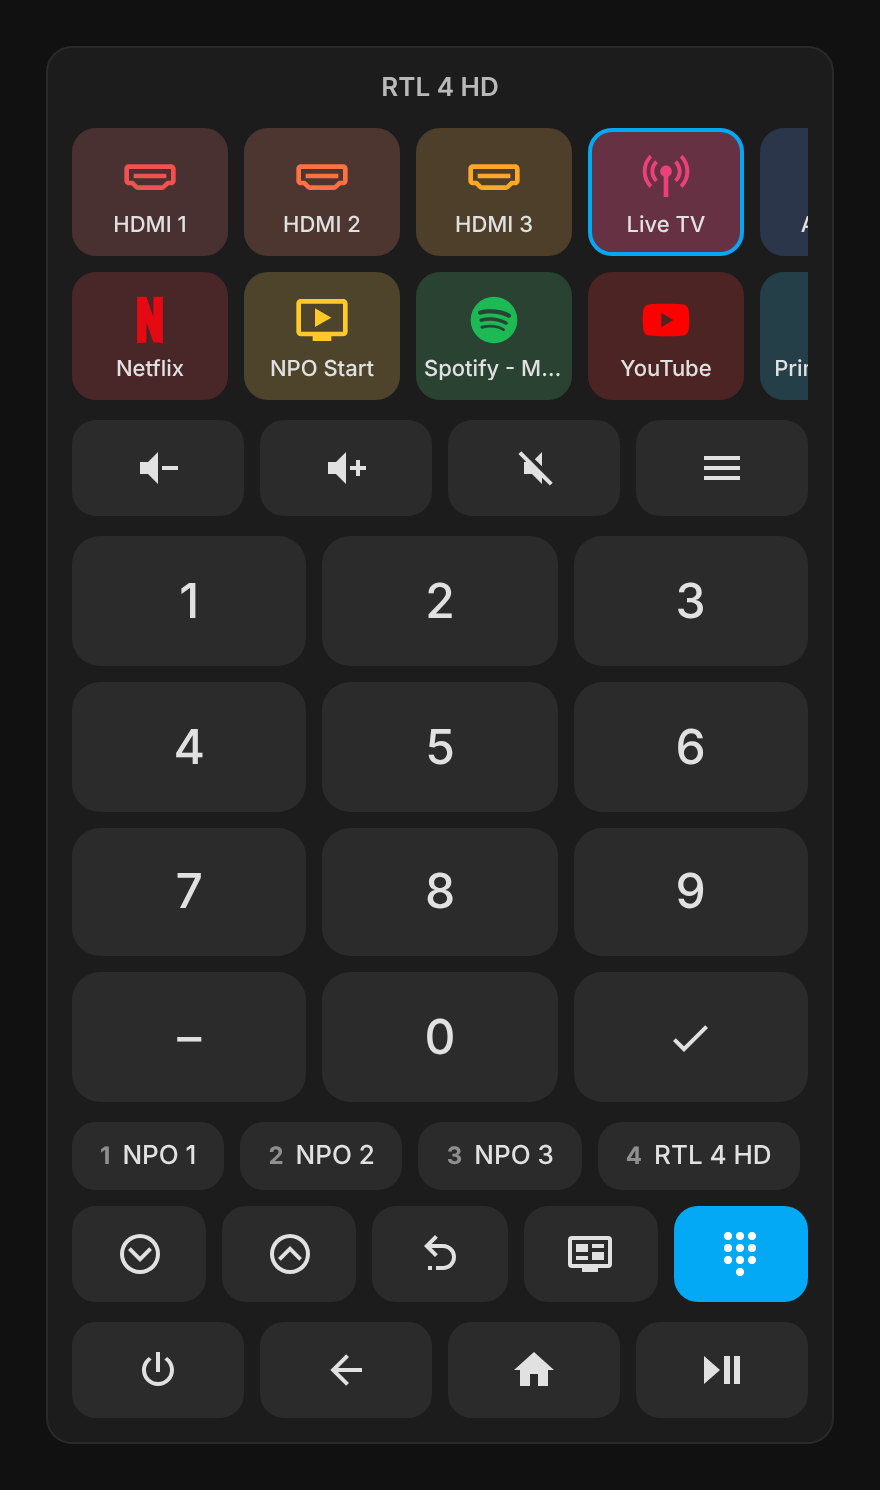 RTL 4 HD
HDMI 1 HDMI 2 HDMI 3 Live TV A
Netflix NPO Start Spotify - M... YouTube Prin
1 2 3
4 5 6
7 8 9
– 0
1 NPO 1 2 NPO 2 3 NPO 3 4 RTL 4 HD